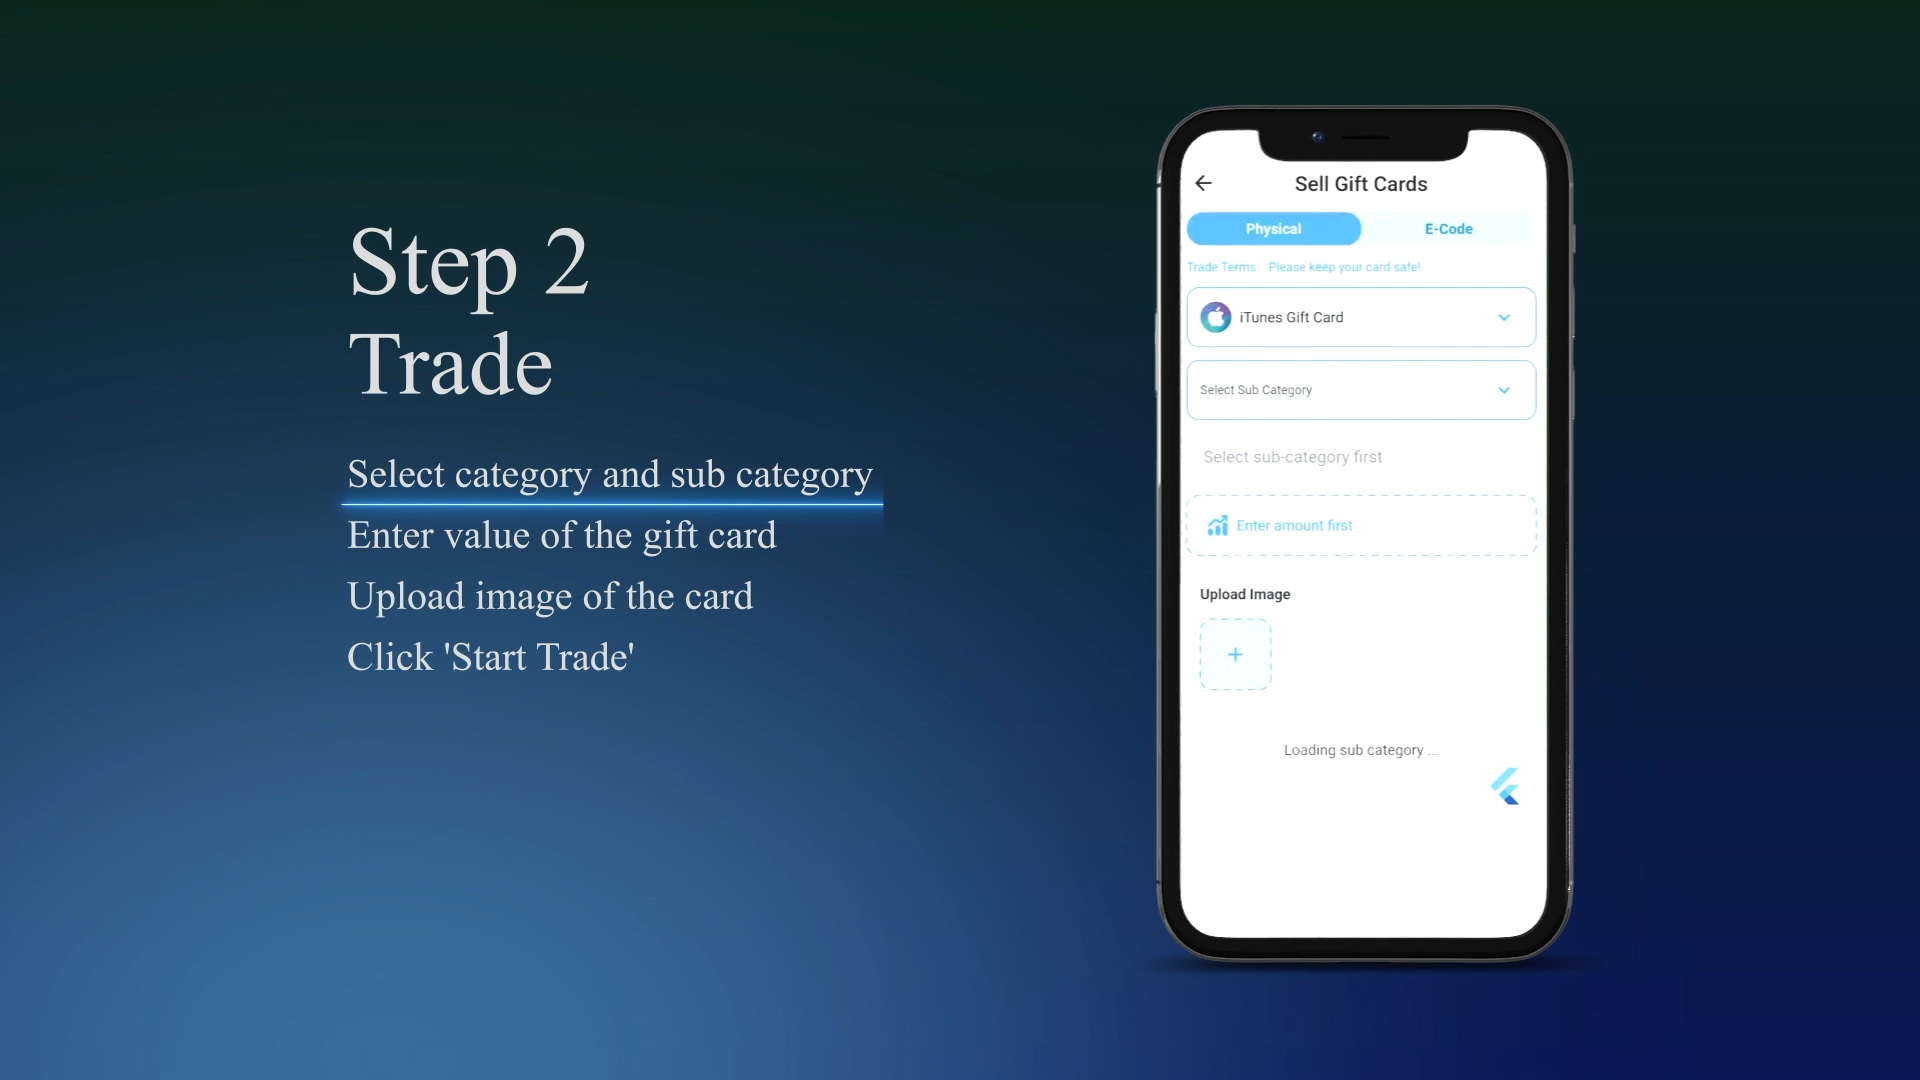 Step 2
Trade
Select category and sub category
Enter value of the gift card
Upload image of the card
Click 'Start Trade'
Sell Gift Cards
Physical E-Code
Trade Terms Please keep your card safe!
iTunes Gift Card
Select Sub Category
Select sub-category first
Enter amount first
Upload Image
+
Loading sub category ...